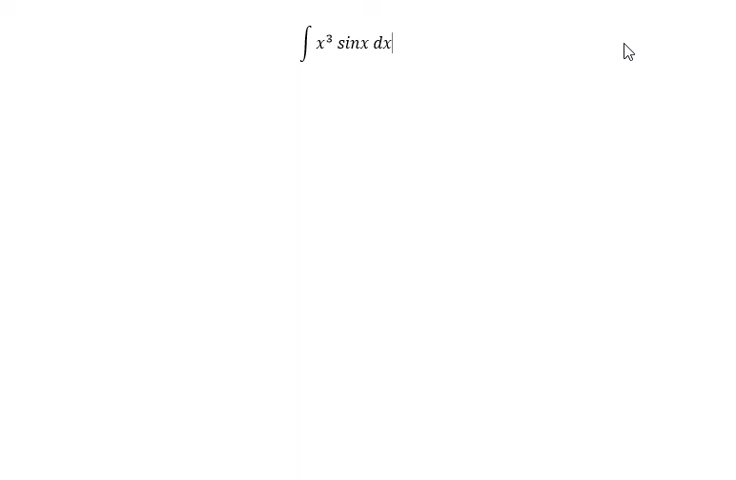 ∫ x³ sinx dx